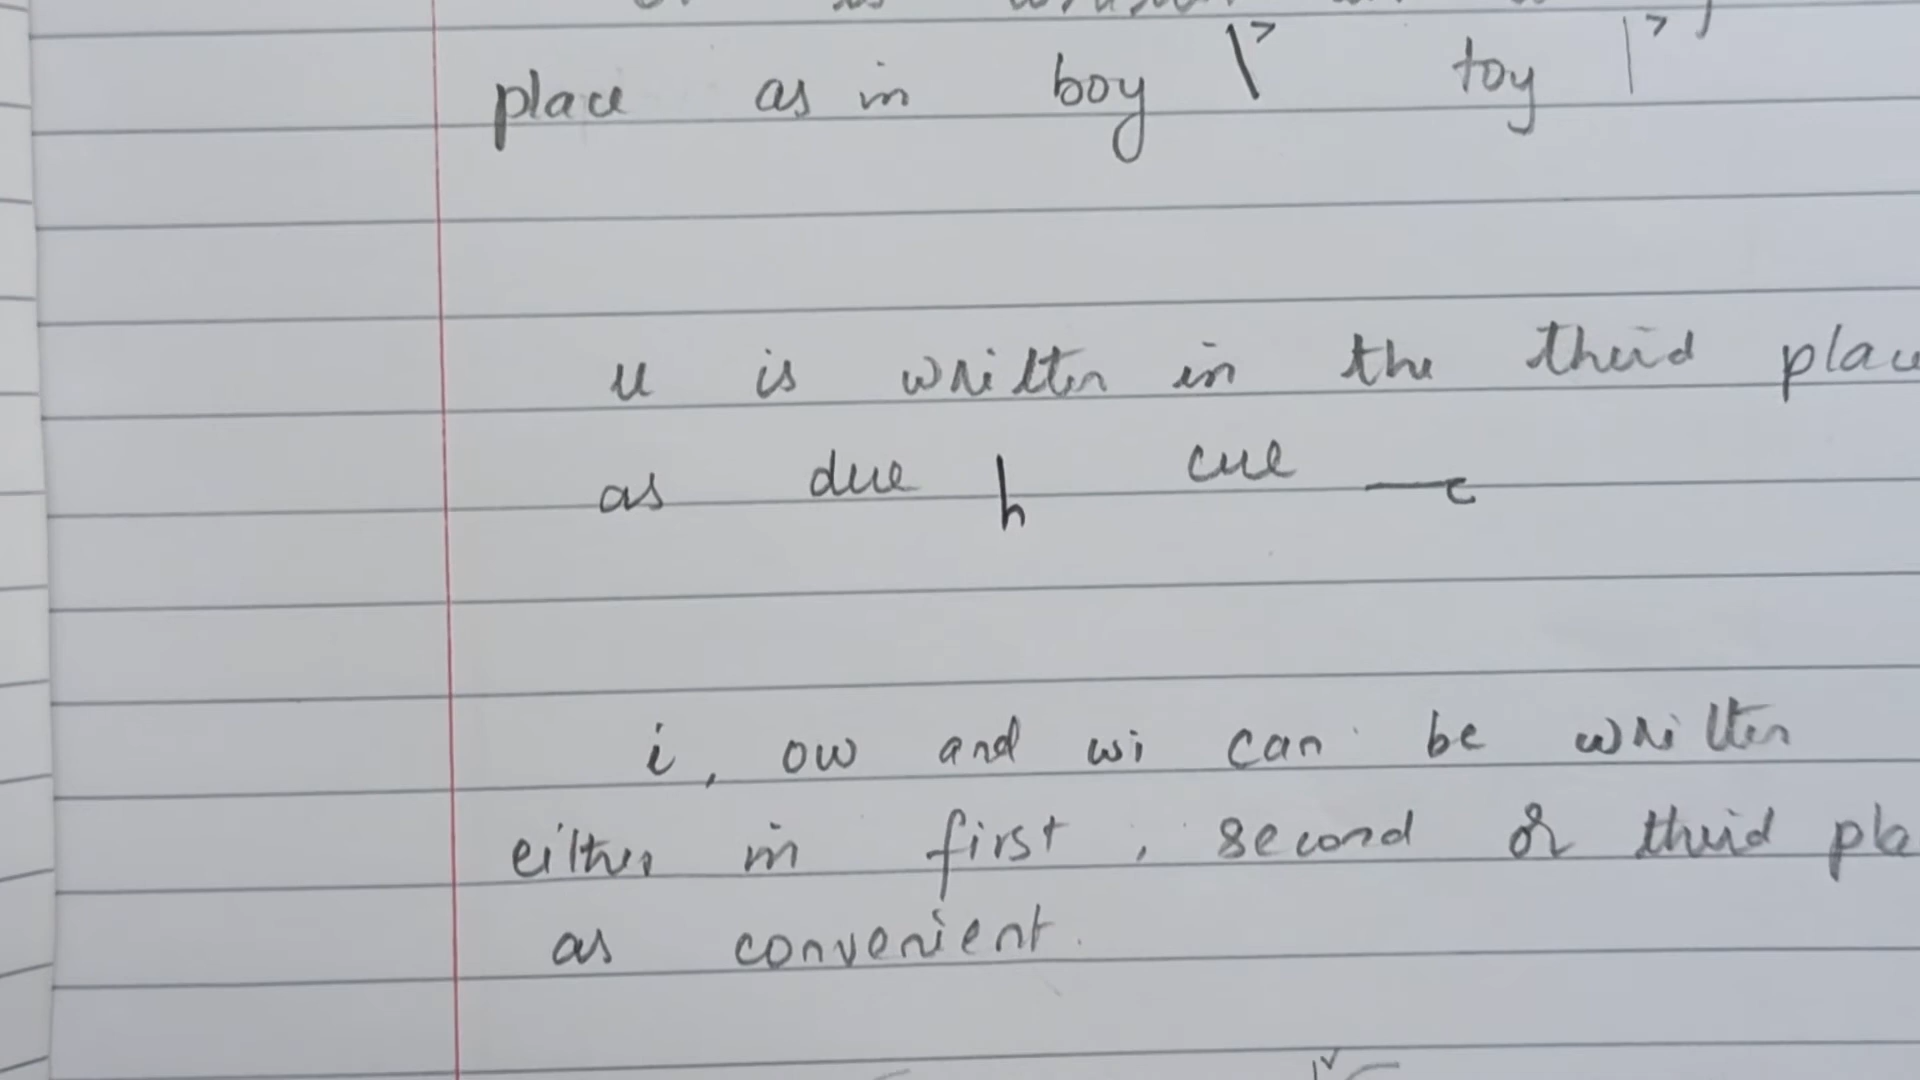 place as in boy toy
u is written in the third place
as due cue
i, ow and wi can be written
either in first, second or third pla
as convenient.